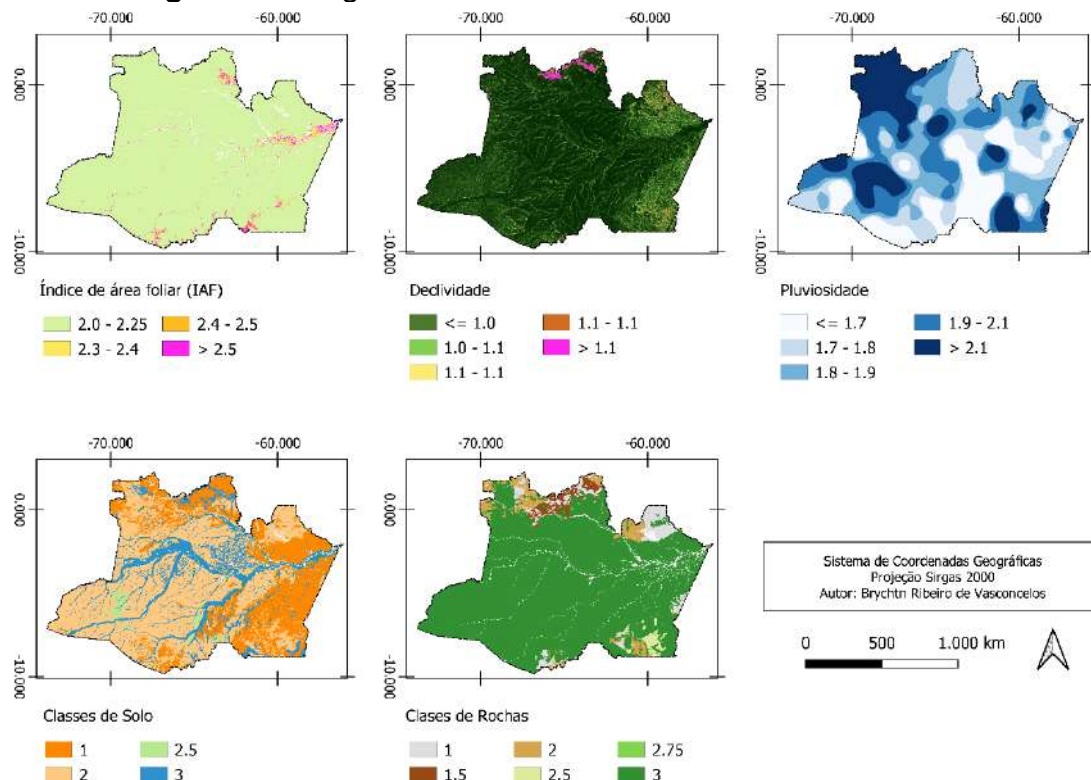 -70.000 -60.000 -70.000 -60.000 -70.000 -60.000
0.000 0.000 0.000
-10.000 -10.000 -10.000
Índice de área foliar (IAF) Declividade Pluviosidade
2.0 - 2.25 2.4 - 2.5 <= 1.0 1.1 - 1.1 <= 1.7 1.9 - 2.1
2.3 - 2.4 > 2.5 1.0 - 1.1 > 1.1 1.7 - 1.8 > 2.1
1.1 - 1.1 1.8 - 1.9
-70.000 -60.000 -70.000 -60.000
0.000 0.000
Sistema de Coordenadas Geográficas
Projeção Sirgas 2000
Autor: Brychtn Ribeiro de Vasconcelos
0 500 1.000 km
-10.000 -10.000
Classes de Solo Clases de Rochas
1 2.5 1 2 2.75
2 3 1.5 2.5 3